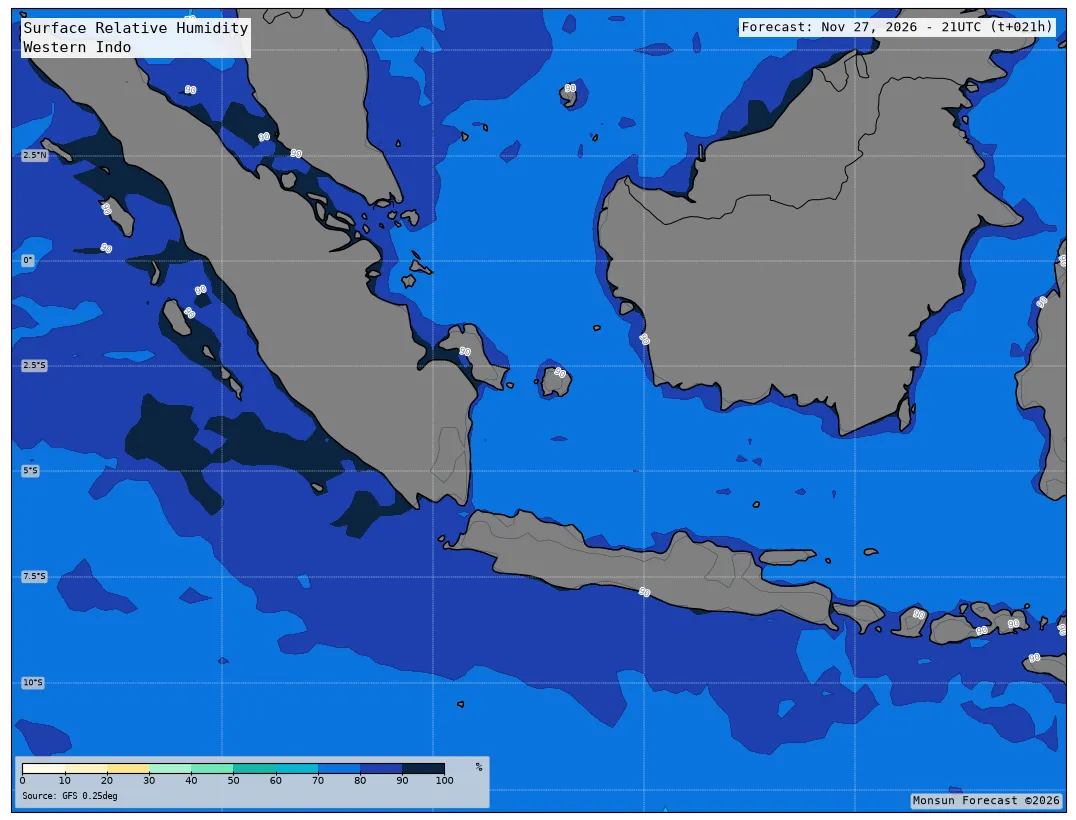 Surface Relative Humidity
Western Indo
Forecast: Nov 27, 2026 - 21UTC (t+021h)
90
90
90
90
2.5°N
90
90
0°
90
90
90
90
90
90
2.5°S
90
5°S
7.5°S
90
90
90
90
90
90
10°S
%
0 10 20 30 40 50 60 70 80 90 100
Source: GFS 0.25deg
Monsun Forecast ©2026